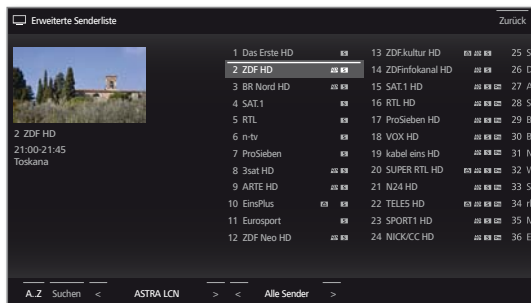 Erweiterte Senderliste
Zurück
2 ZDF HD
21:00-21:45
Toskana
1 Das Erste HD
2 ZDF HD
3 BR Nord HD
4 SAT.1
5 RTL
6 n-tv
7 ProSieben
8 3sat HD
9 ARTE HD
10 EinsPlus
11 Eurosport
12 ZDF Neo HD
13 ZDF.kultur HD
14 ZDFinfokanal HD
15 SAT.1 HD
16 RTL HD
17 ProSieben HD
18 VOX HD
19 kabel eins HD
20 SUPER RTL HD
21 N24 HD
22 TELE5 HD
23 SPORT1 HD
24 NICK/CC HD
25
26
27
28
29
30
31
32
33
34
35
36
A..Z Suchen < ASTRA LCN > < Alle Sender >